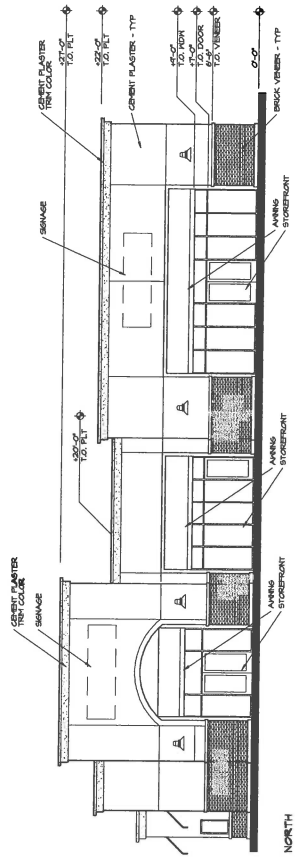 CEMENT PLASTER
TRIM COLOR
SIGNAGE
+20'-0"
T.O. PLT
SIGNAGE
CEMENT PLASTER
TRIM COLOR
+27'-0"
T.O. PLT
+22'-0"
T.O. PLT
CEMENT PLASTER - TYP
+9'-0"
T.O. WDW
+7'-0"
T.O. DOOR
T.O. VENEER
0'-0"
BRICK VENEER - TYP
AWNING
STOREFRONT
AWNING
STOREFRONT
AWNING
STOREFRONT
NORTH